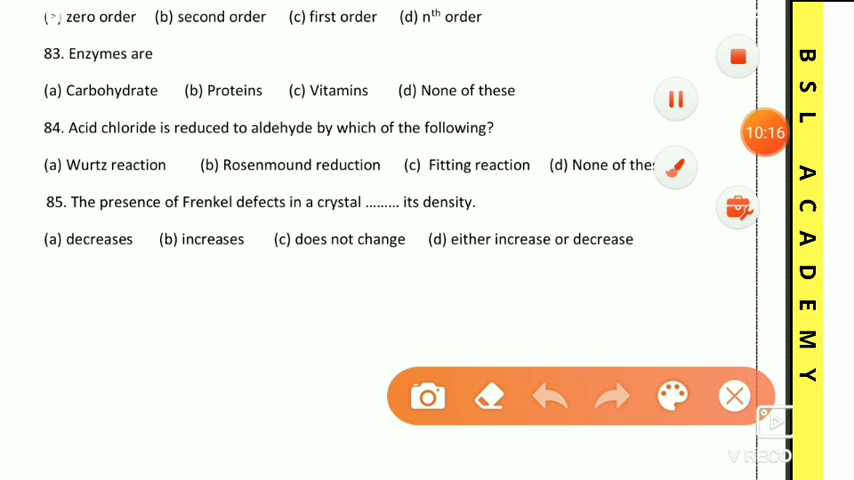 zero order (b) second order (c) first order (d) nth order
83. Enzymes are
(a) Carbohydrate (b) Proteins (c) Vitamins (d) None of these
84. Acid chloride is reduced to aldehyde by which of the following?
(a) Wurtz reaction (b) Rosenmound reduction (c) Fitting reaction (d) None of
85. The presence of Frenkel defects in a crystal ......... its density.
(a) decreases (b) increases (c) does not change (d) either increase or decrease
10:16
BSL ACADEMY
V RECO